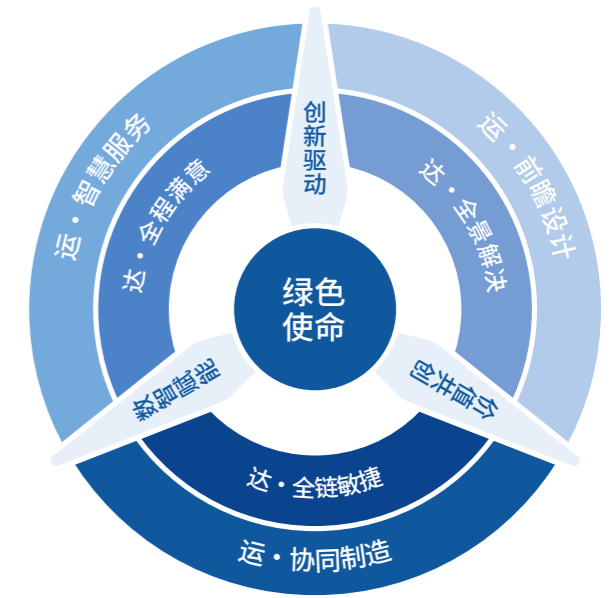 创新驱动
运·智慧服务
达·全程满意
运·前瞻设计
达·全景解决
绿色
使命
数智赋能
价值共创
达·全链敏捷
运·协同制造